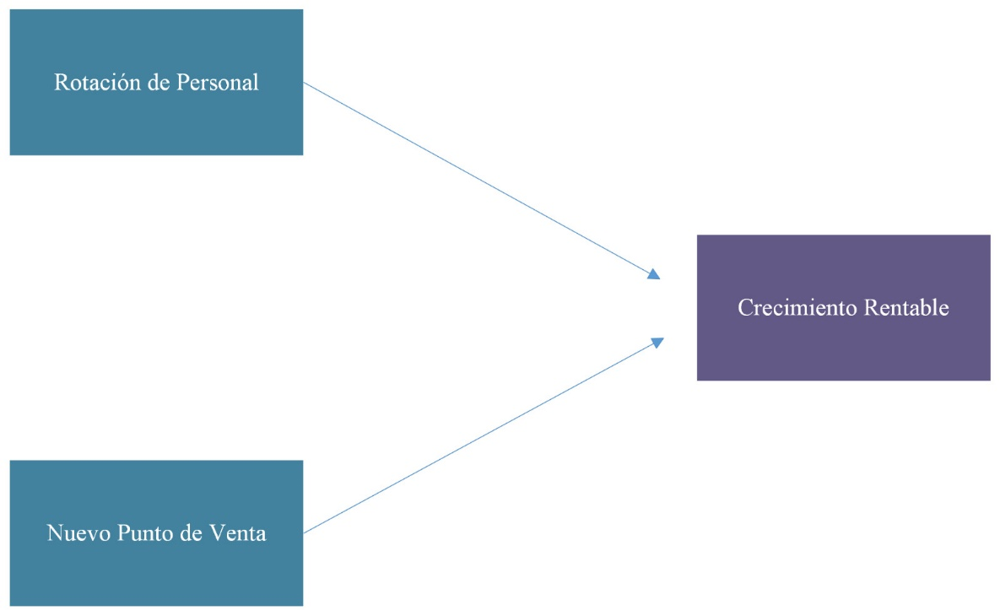 Rotación de Personal
Crecimiento Rentable
Nuevo Punto de Venta